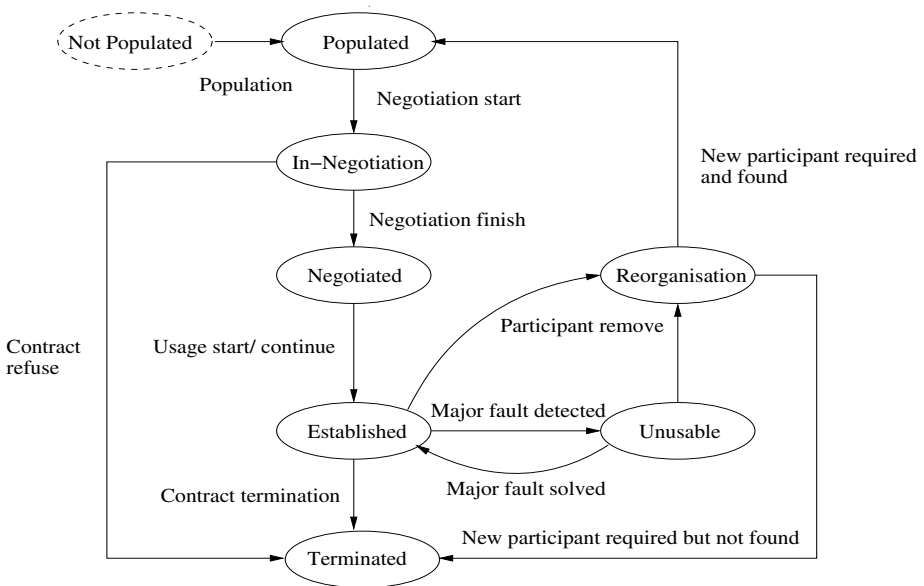 Not Populated
Populated
Population
Negotiation start
In-Negotiation
New participant required
and found
Negotiation finish
Negotiated
Reorganisation
Participant remove
Contract
refuse
Usage start/ continue
Major fault detected
Established
Unusable
Contract termination
Major fault solved
New participant required but not found
Terminated